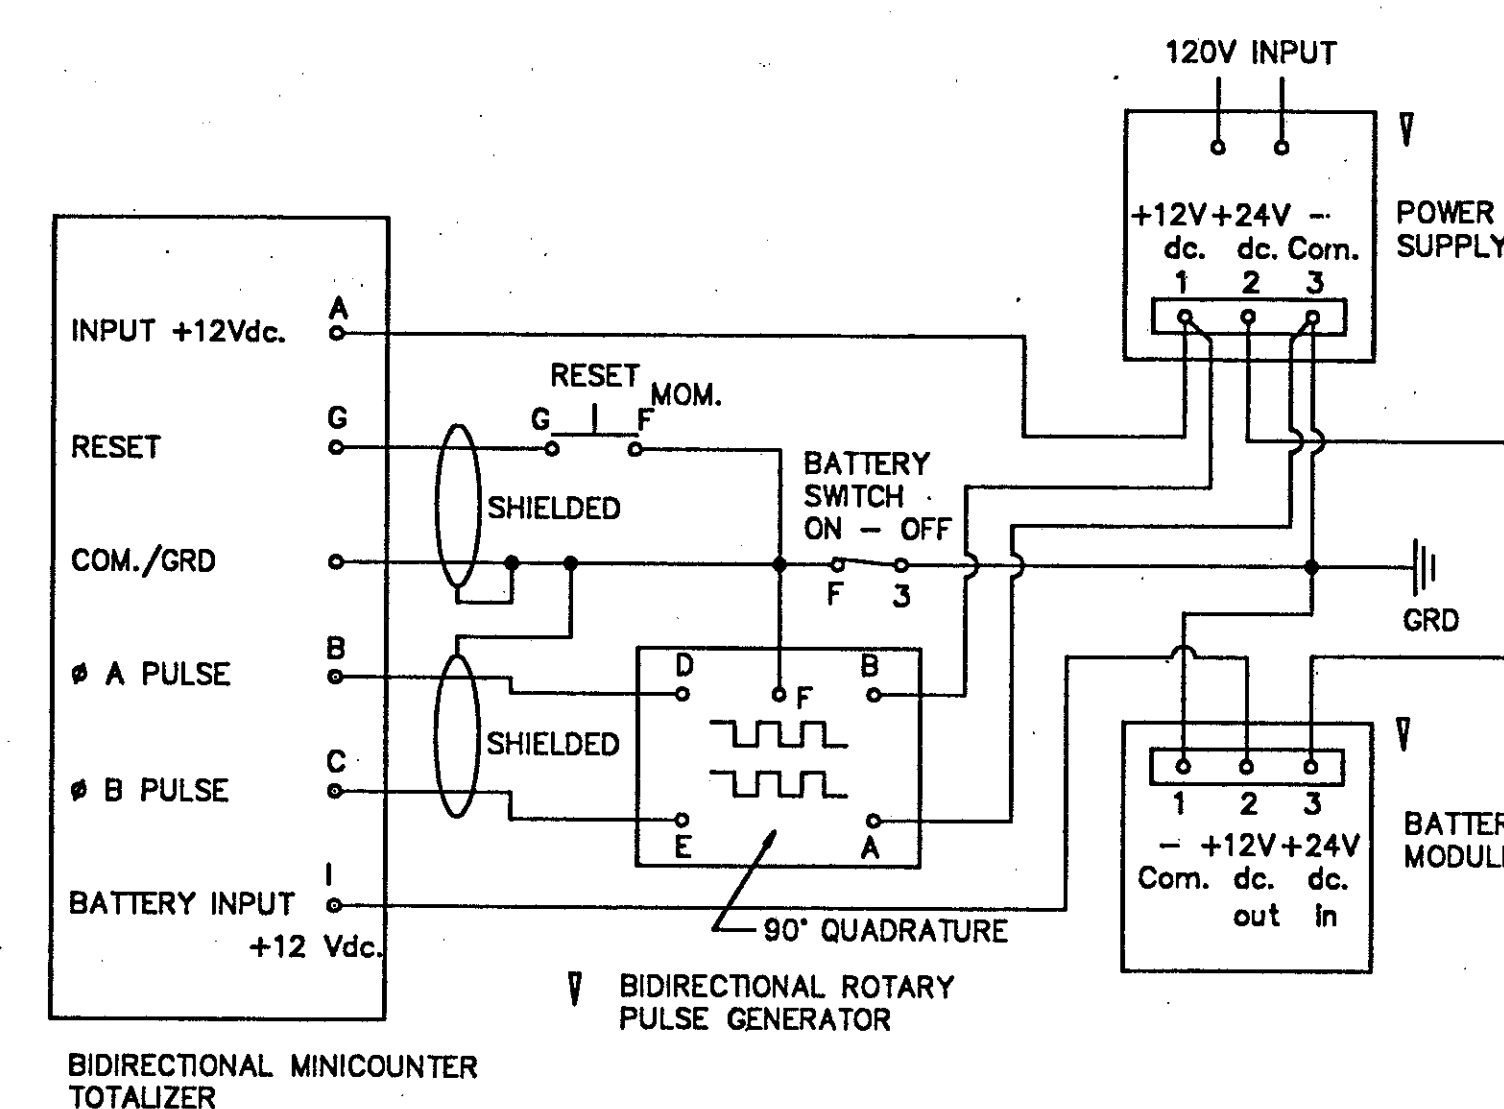 120V INPUT
+12V +24V -
dc. dc. Com.
1 2 3
POWER
SUPPLY
INPUT +12Vdc.
A
RESET
MOM.
G F
RESET
G
SHIELDED
BATTERY
SWITCH
ON - OFF
F 3
COM./GRD
GRD
ø A PULSE
B
D
F
B
SHIELDED
ø B PULSE
C
E
A
90° QUADRATURE
BATTERY INPUT
+12 Vdc.
I
1 2 3
- +12V +24V
Com. dc. dc.
out in
BIDIRECTIONAL ROTARY
PULSE GENERATOR
BIDIRECTIONAL MINICOUNTER
TOTALIZER